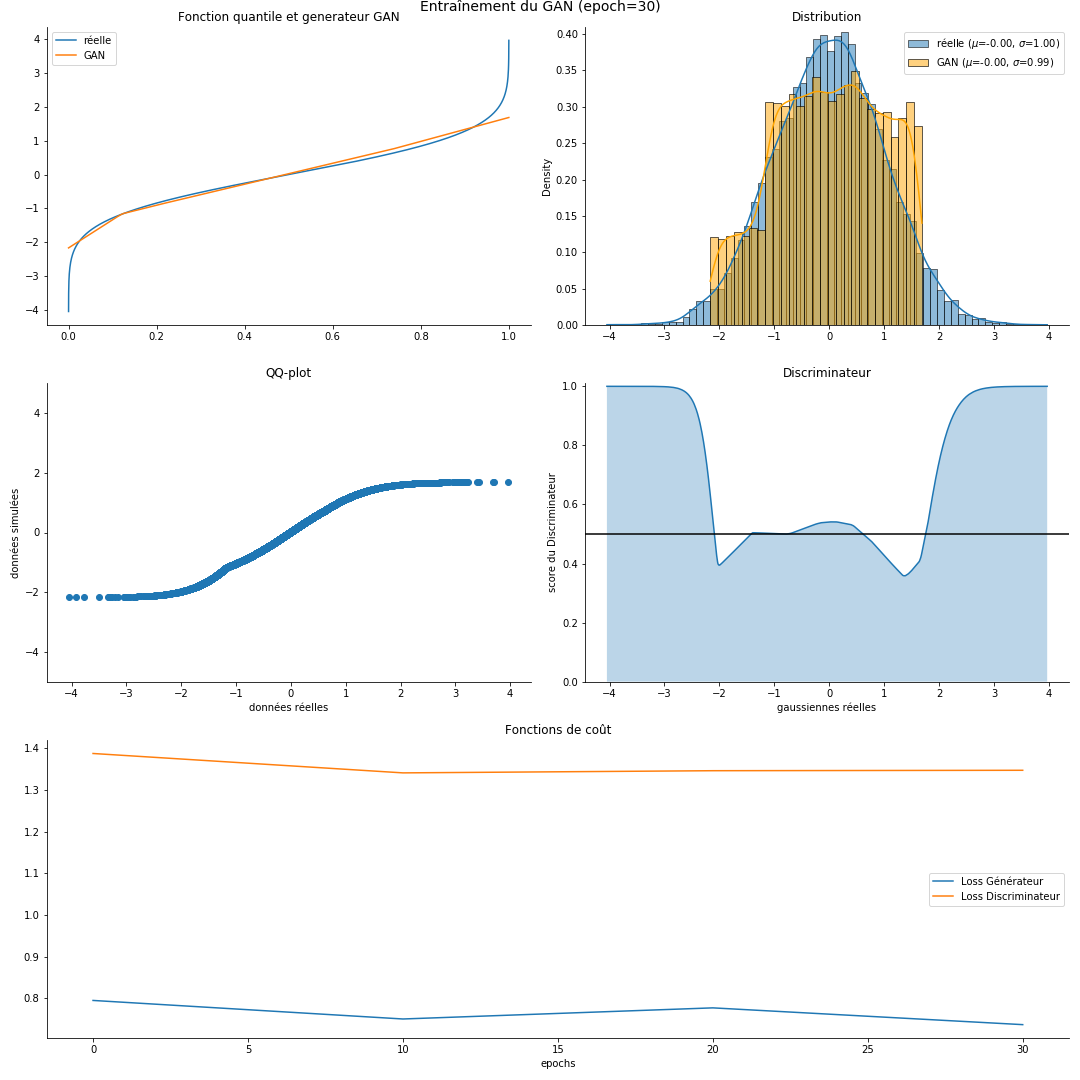 Entraînement du GAN (epoch=30)
Fonction quantile et generateur GAN
réelle
GAN
4
3
2
1
0
−1
−2
−3
−4
0.0 0.2 0.4 0.6 0.8 1.0
Distribution
réelle (μ=-0.00, σ=1.00)
GAN (μ=-0.00, σ=0.99)
Density
0.40
0.35
0.30
0.25
0.20
0.15
0.10
0.05
0.00
−4 −3 −2 −1 0 1 2 3 4
QQ-plot
données simulées
4
2
0
−2
−4
−4 −3 −2 −1 0 1 2 3 4
données réelles
Discriminateur
score du Discriminateur
1.0
0.8
0.6
0.4
0.2
0.0
−4 −3 −2 −1 0 1 2 3 4
gaussiennes réelles
Fonctions de coût
1.4
1.3
1.2
1.1
1.0
0.9
0.8
Loss Générateur
Loss Discriminateur
0 5 10 15 20 25 30
epochs